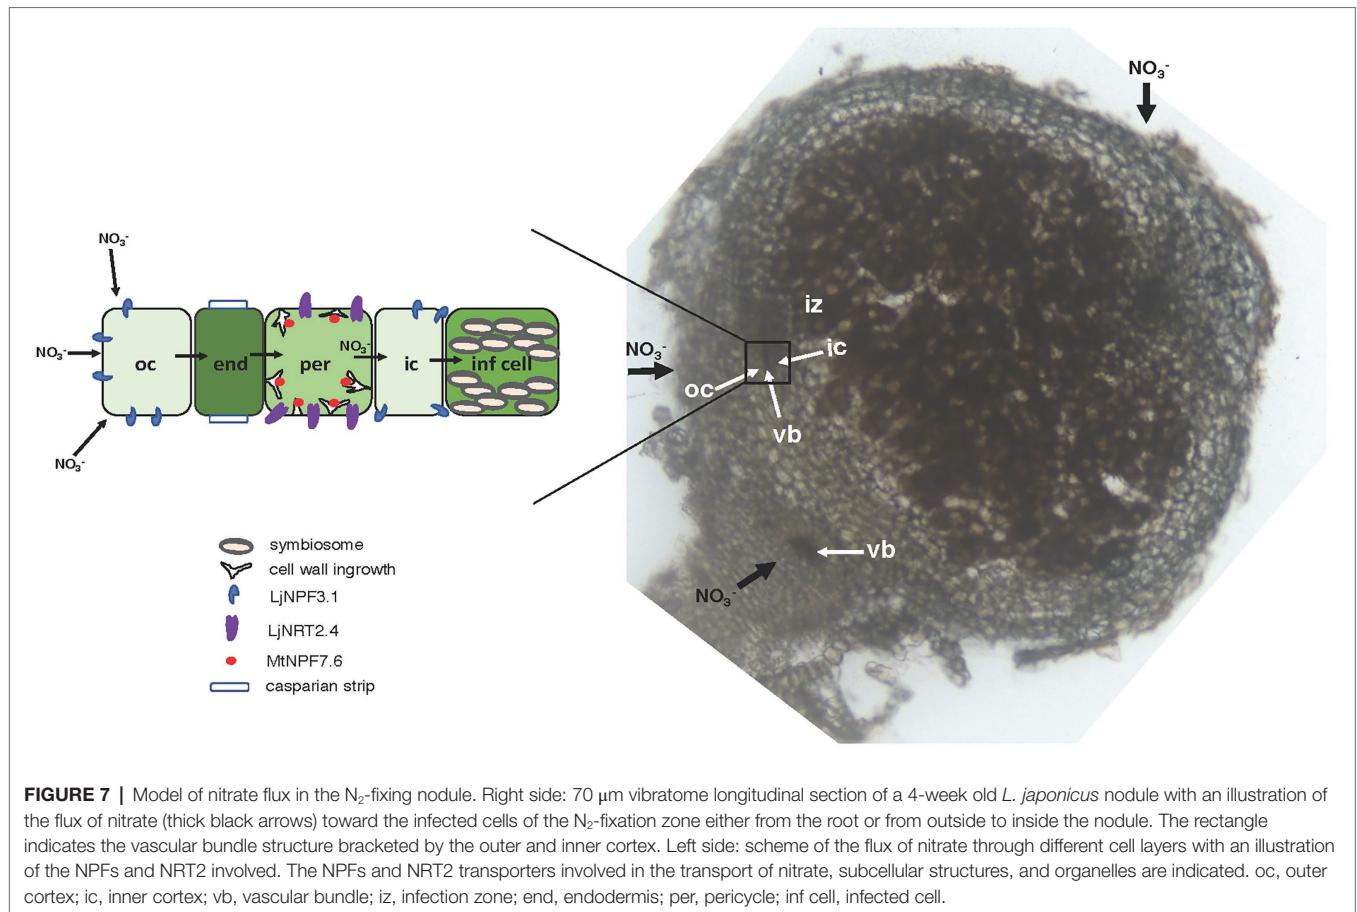 NO₃⁻
NO₃⁻
NO₃⁻
NO₃⁻
oc
end
per
ic
inf cell
NO₃⁻
symbiosome
cell wall ingrowth
LjNPF3.1
LjNRT2.4
MtNPF7.6
casparian strip
NO₃⁻
iz
ic
NO₃⁻
oc
vb
vb
NO₃⁻
FIGURE 7 | Model of nitrate flux in the N₂-fixing nodule. Right side: 70 μm vibratome longitudinal section of a 4-week old L. japonicus nodule with an illustration of
the flux of nitrate (thick black arrows) toward the infected cells of the N₂-fixation zone either from the root or from outside to inside the nodule. The rectangle
indicates the vascular bundle structure bracketed by the outer and inner cortex. Left side: scheme of the flux of nitrate through different cell layers with an illustration
of the NPFs and NRT2 involved. The NPFs and NRT2 transporters involved in the transport of nitrate, subcellular structures, and organelles are indicated. oc, outer
cortex; ic, inner cortex; vb, vascular bundle; iz, infection zone; end, endodermis; per, pericycle; inf cell, infected cell.